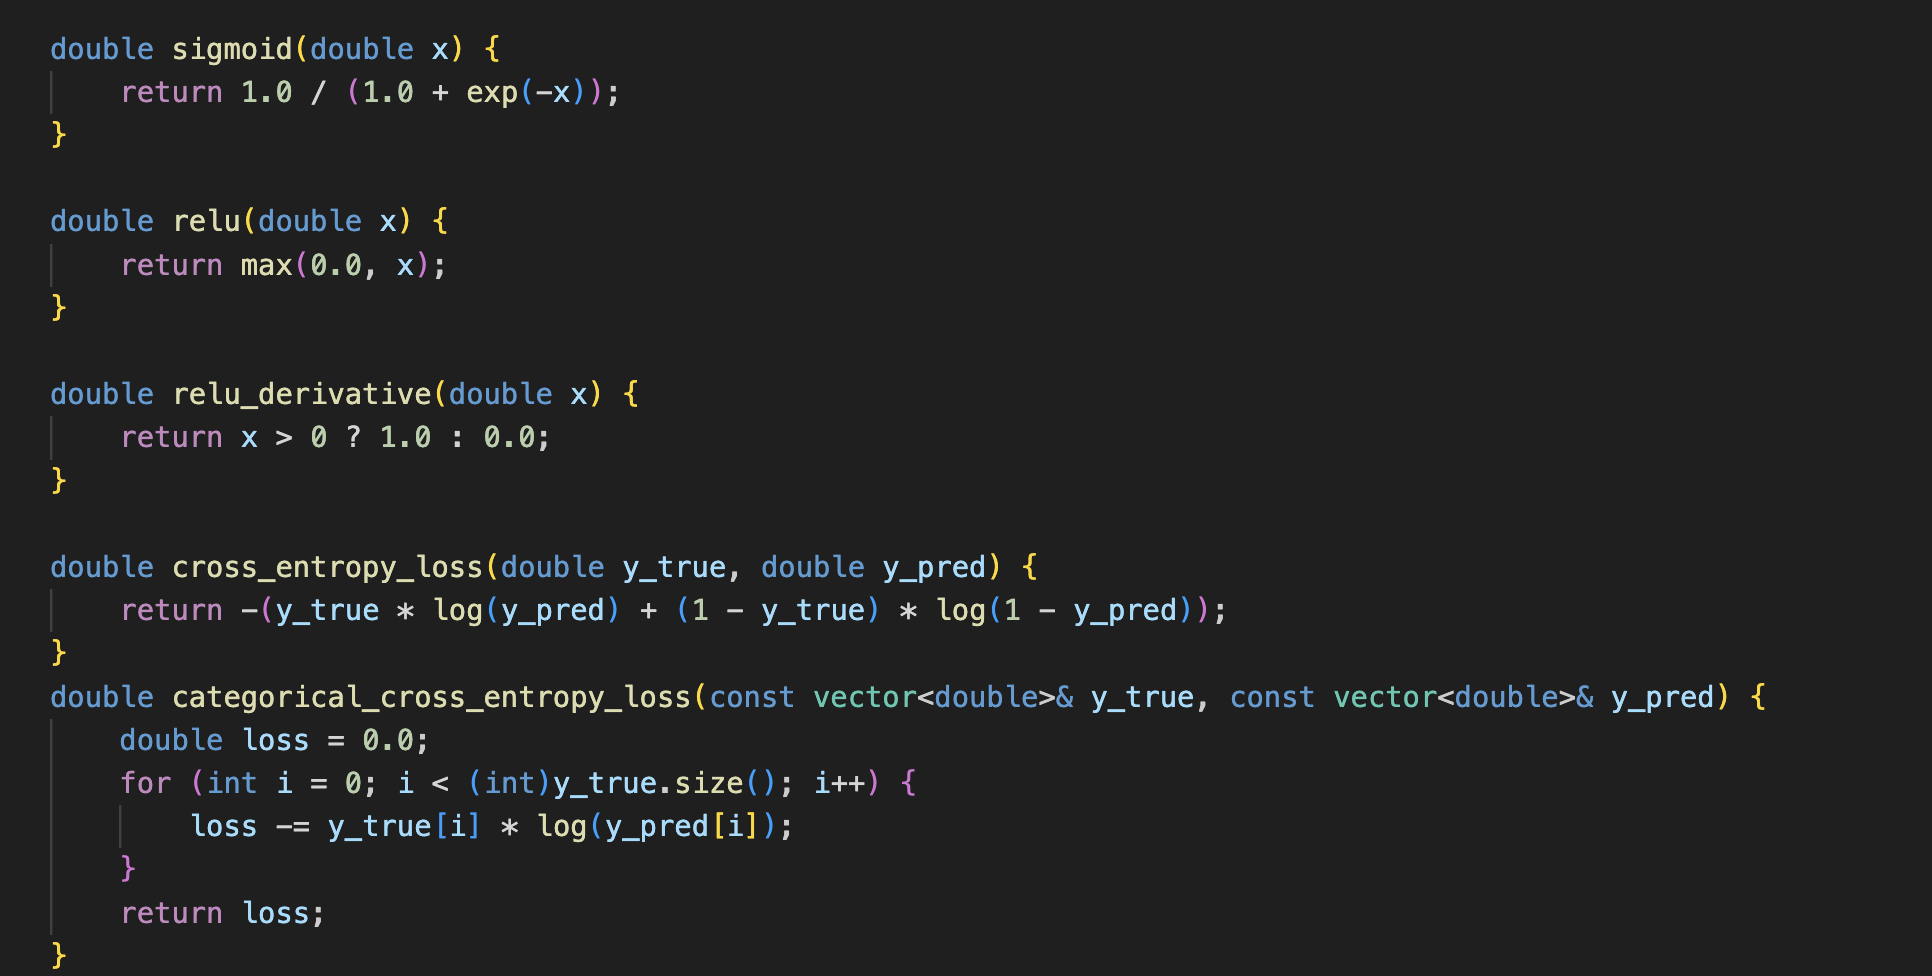 double sigmoid(double x) {
    return 1.0 / (1.0 + exp(-x));
}

double relu(double x) {
    return max(0.0, x);
}

double relu_derivative(double x) {
    return x > 0 ? 1.0 : 0.0;
}

double cross_entropy_loss(double y_true, double y_pred) {
    return -(y_true * log(y_pred) + (1 - y_true) * log(1 - y_pred));
}
double categorical_cross_entropy_loss(const vector<double>& y_true, const vector<double>& y_pred) {
    double loss = 0.0;
    for (int i = 0; i < (int)y_true.size(); i++) {
        loss -= y_true[i] * log(y_pred[i]);
    }
    return loss;
}